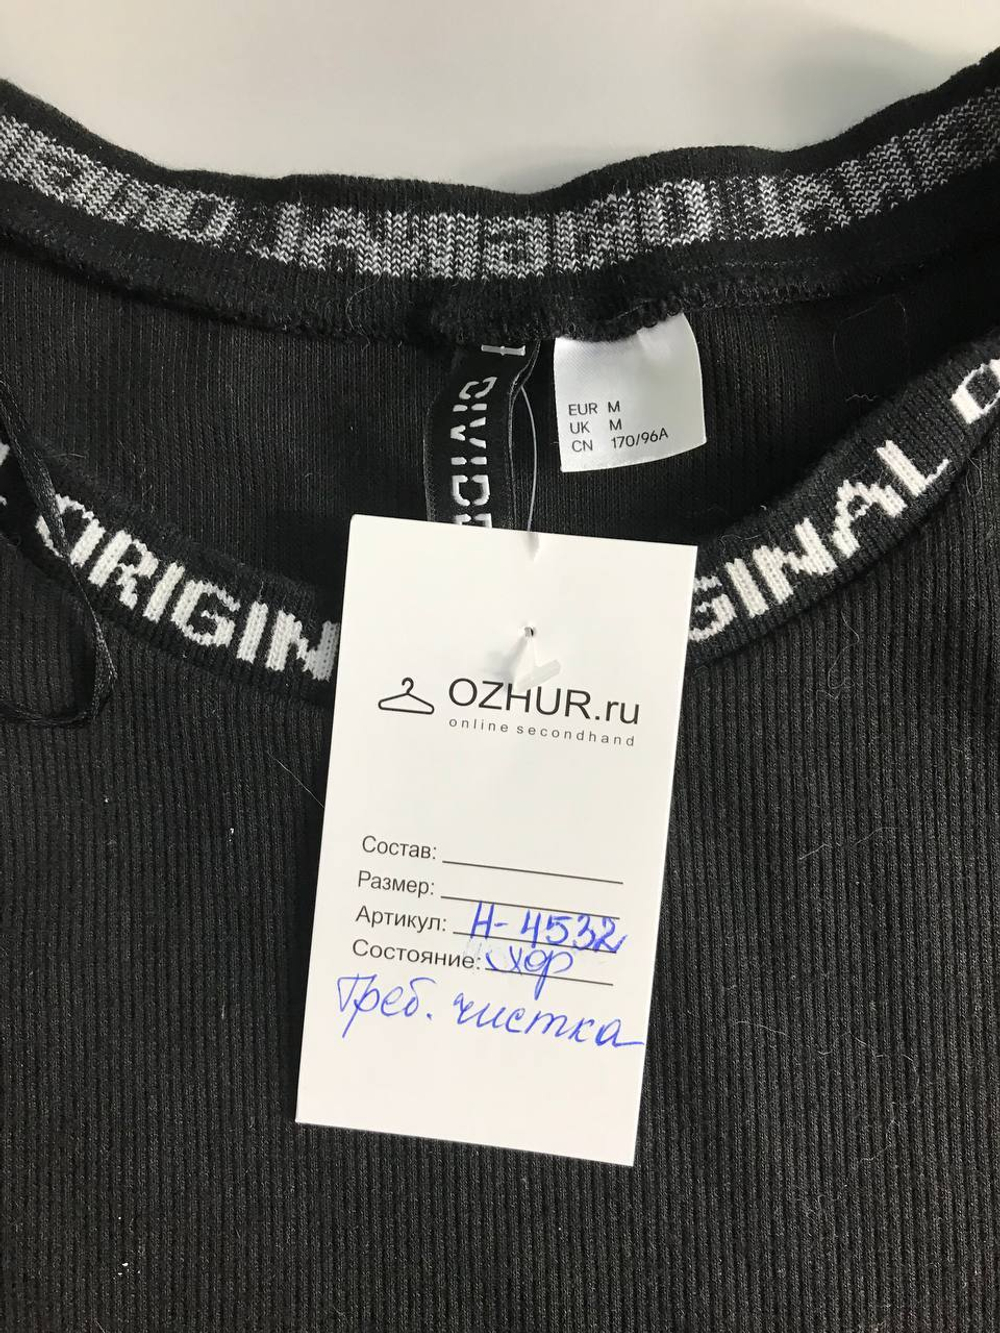 DIVIDED
EUR M
UK M
CN 170/96A
ORIGIN
GINAL O
OZHUR.ru
online secondhand
Состав:
Размер:
Артикул: Н-4532
Состояние: хор
Треб. чистка